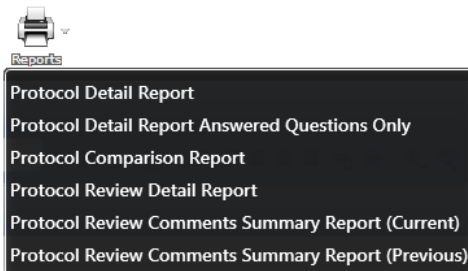 Reports
Protocol Detail Report
Protocol Detail Report Answered Questions Only
Protocol Comparison Report
Protocol Review Detail Report
Protocol Review Comments Summary Report (Current)
Protocol Review Comments Summary Report (Previous)